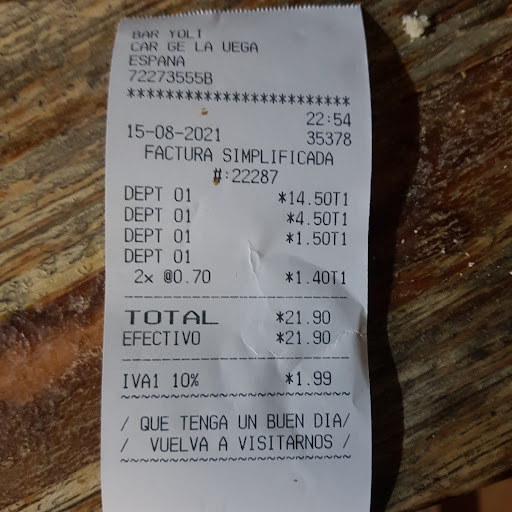 BAR YOLI
CAR GE LA VEGA
ESPANA
72273555B
************************
22:54
15-08-2021 35378
FACTURA SIMPLIFICADA
#:22287
DEPT 01 *14.50T1
DEPT 01 *4.50T1
DEPT 01 *1.50T1
DEPT 01
2x @0.70 *1.40T1
------------------------
TOTAL *21.90
EFECTIVO *21.90
------------------------
IVA1 10% *1.99
~~~~~~~~~~~~~~~~~~~~~~~~
/ QUE TENGA UN BUEN DIA/
/ VUELVA A VISITARNOS /
~~~~~~~~~~~~~~~~~~~~~~~~